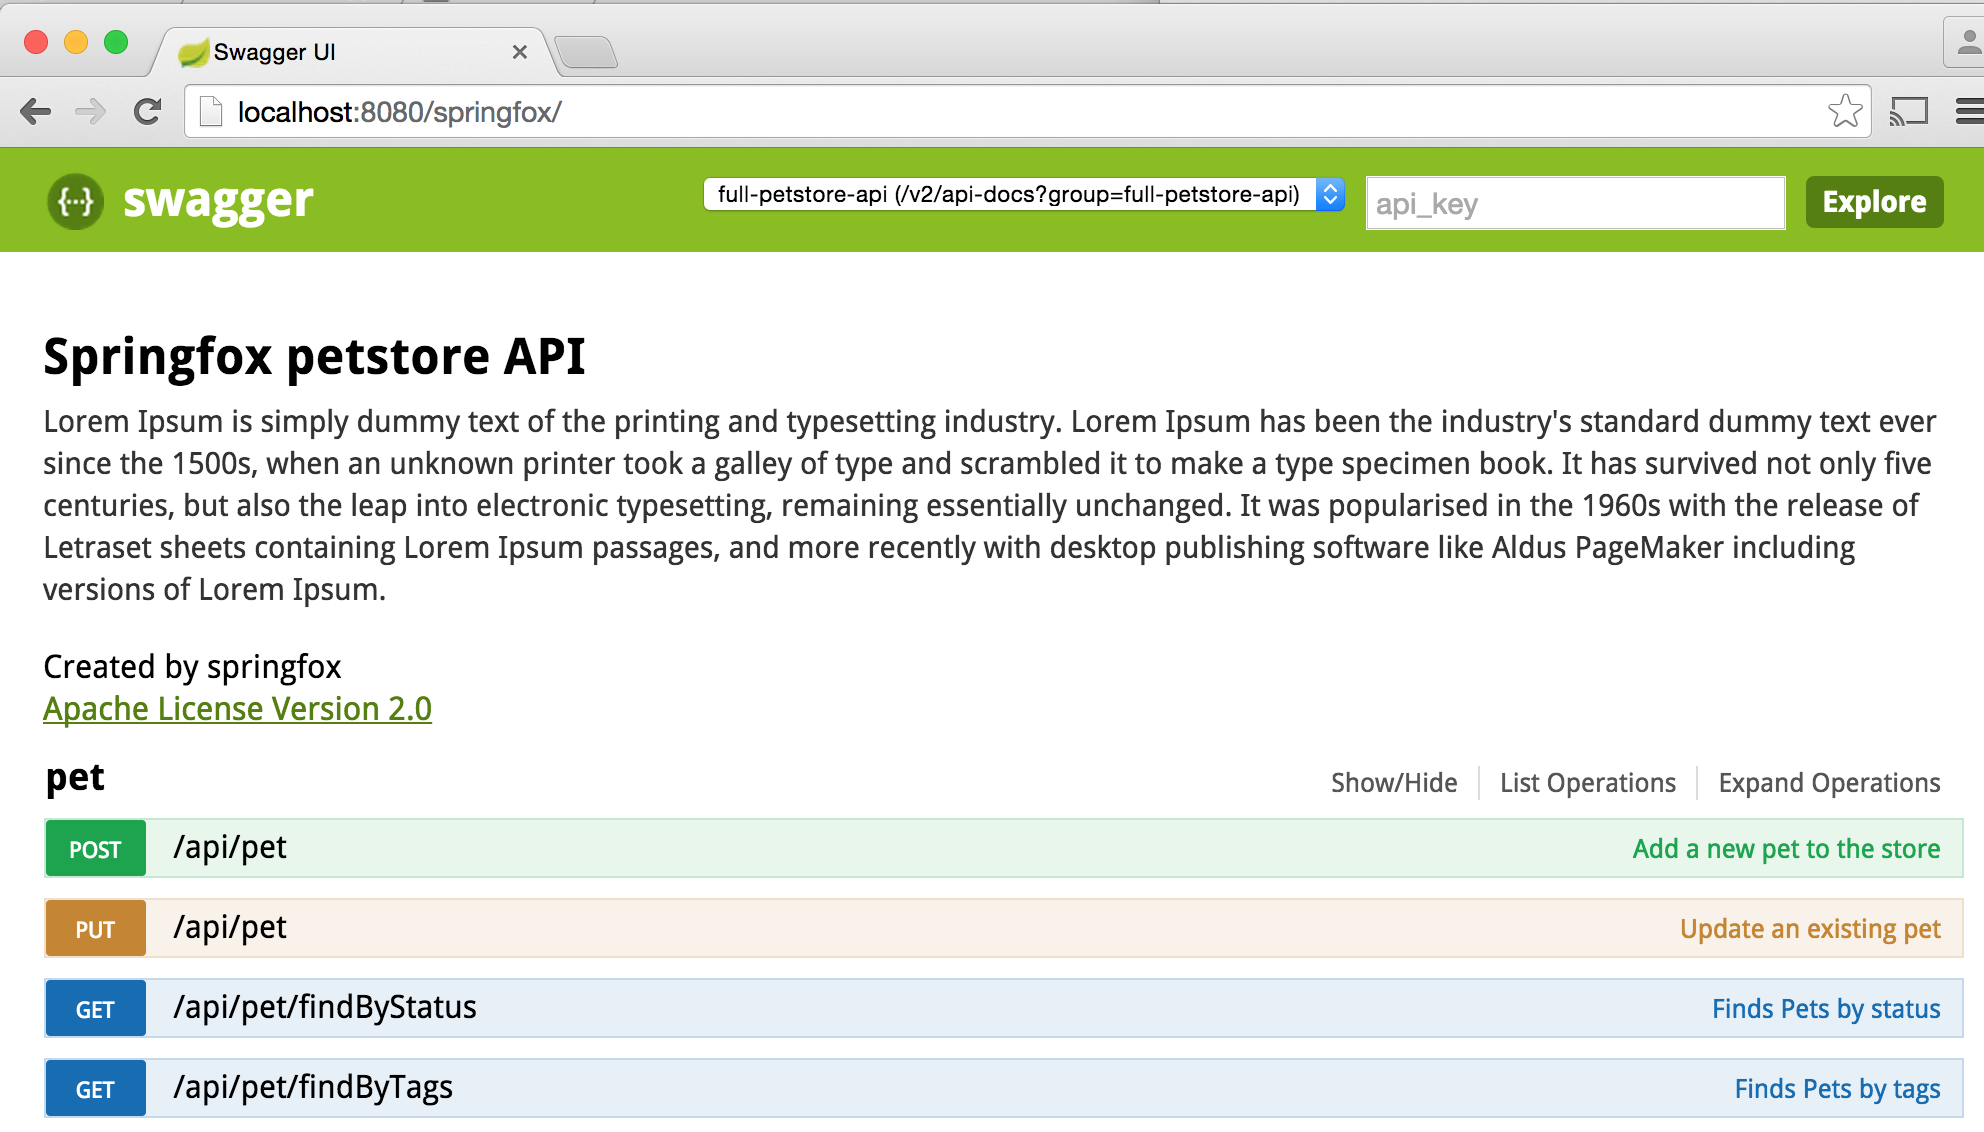 Swagger UI
localhost:8080/springfox/
{···} swagger full-petstore-api (/v2/api-docs?group=full-petstore-api) api_key Explore
Springfox petstore API
Lorem Ipsum is simply dummy text of the printing and typesetting industry. Lorem Ipsum has been the industry's standard dummy text ever
since the 1500s, when an unknown printer took a galley of type and scrambled it to make a type specimen book. It has survived not only five
centuries, but also the leap into electronic typesetting, remaining essentially unchanged. It was popularised in the 1960s with the release of
Letraset sheets containing Lorem Ipsum passages, and more recently with desktop publishing software like Aldus PageMaker including
versions of Lorem Ipsum.
Created by springfox
Apache License Version 2.0
pet Show/Hide List Operations Expand Operations
POST /api/pet Add a new pet to the store
PUT /api/pet Update an existing pet
GET /api/pet/findByStatus Finds Pets by status
GET /api/pet/findByTags Finds Pets by tags